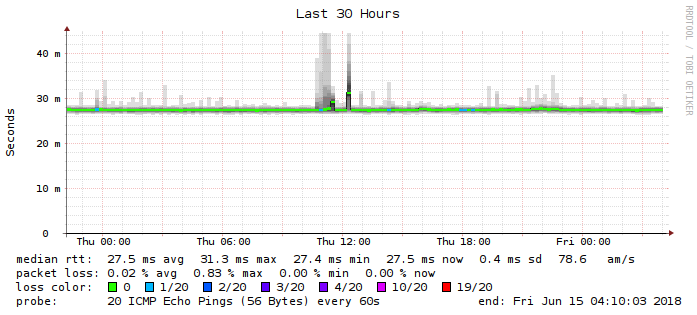 Last 30 Hours
RRDTOOL / TOBI OETIKER
Seconds
40 m
30 m
20 m
10 m
0
Thu 00:00 Thu 06:00 Thu 12:00 Thu 18:00 Fri 00:00
median rtt: 27.5 ms avg 31.3 ms max 27.4 ms min 27.5 ms now 0.4 ms sd 78.6 am/s
packet loss: 0.02 % avg 0.83 % max 0.00 % min 0.00 % now
loss color: 0 1/20 2/20 3/20 4/20 10/20 19/20
probe: 20 ICMP Echo Pings (56 Bytes) every 60s end: Fri Jun 15 04:10:03 2018